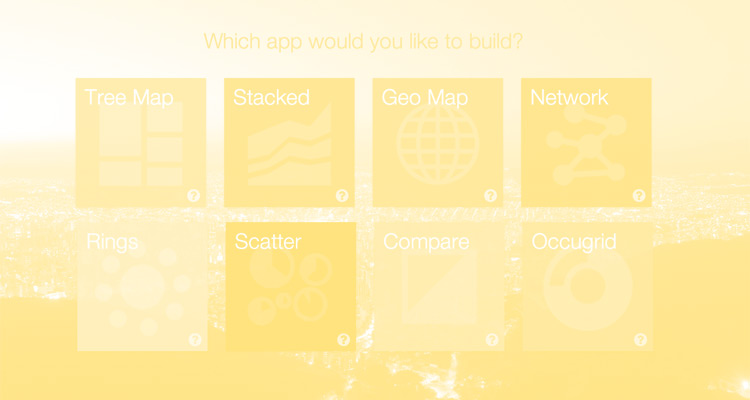 Which app would you like to build?
Tree Map
Stacked
Geo Map
Network
?
?
?
?
Rings
Scatter
Compare
Occugrid
?
?
?
?